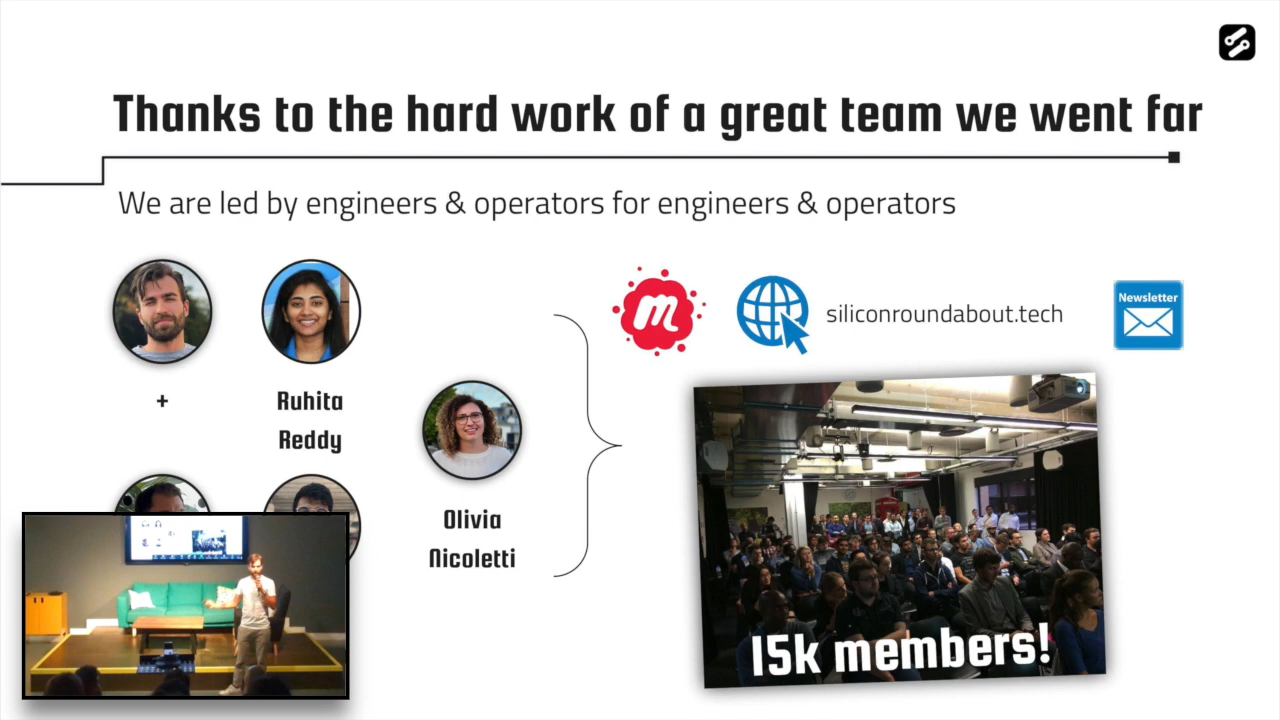 Thanks to the hard work of a great team we went far
We are led by engineers & operators for engineers & operators
m
siliconroundabout.tech
Newsletter
+
Ruhita
Reddy
Olivia
Nicoletti
15k members!